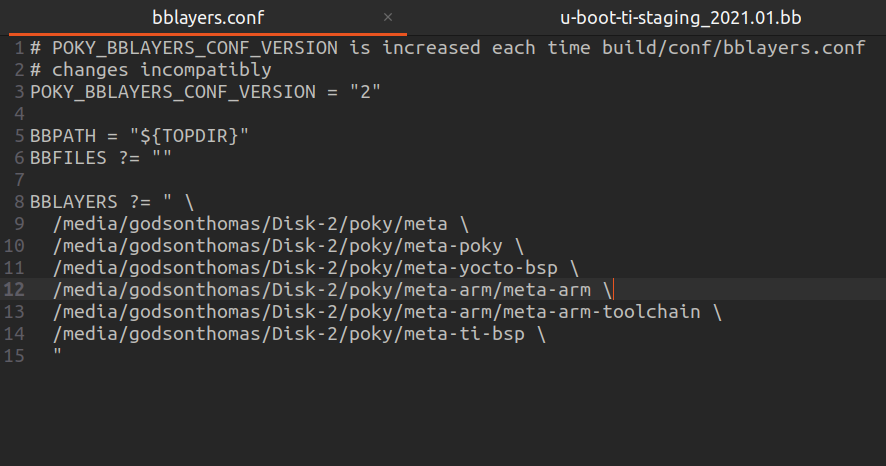 bblayers.conf × u-boot-ti-staging_2021.01.bb
1 # POKY_BBLAYERS_CONF_VERSION is increased each time build/conf/bblayers.conf
2 # changes incompatibly
3 POKY_BBLAYERS_CONF_VERSION = "2"
4
5 BBPATH = "${TOPDIR}"
6 BBFILES ?= ""
7
8 BBLAYERS ?= " \
9   /media/godsonthomas/Disk-2/poky/meta \
10   /media/godsonthomas/Disk-2/poky/meta-poky \
11   /media/godsonthomas/Disk-2/poky/meta-yocto-bsp \
12   /media/godsonthomas/Disk-2/poky/meta-arm/meta-arm \
13   /media/godsonthomas/Disk-2/poky/meta-arm/meta-arm-toolchain \
14   /media/godsonthomas/Disk-2/poky/meta-ti-bsp \
15   "